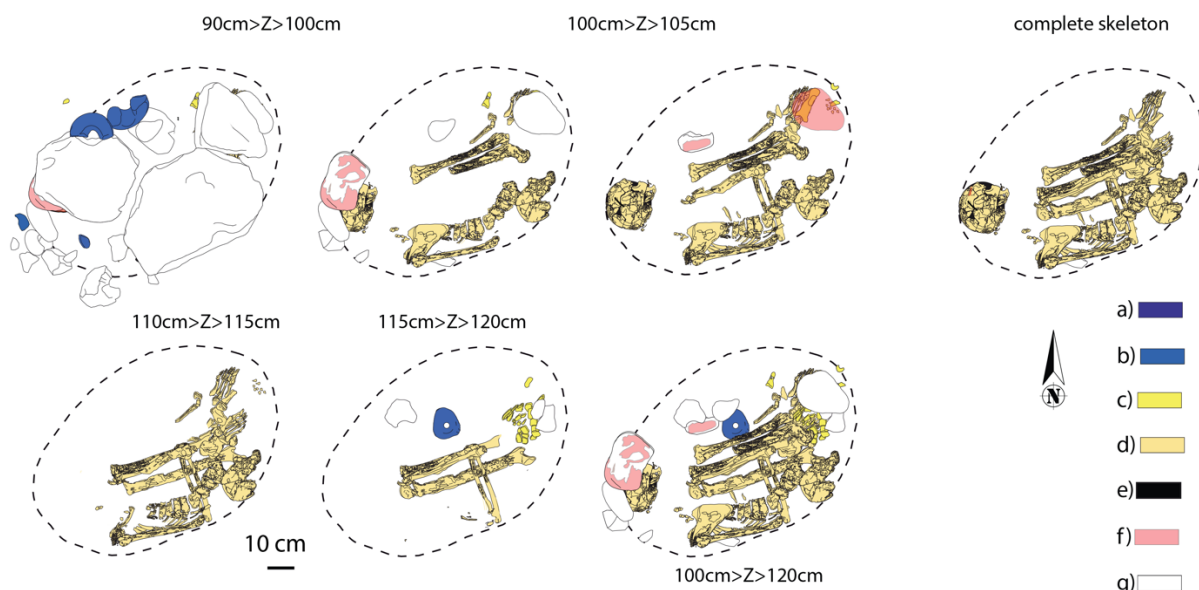 90cm>Z>100cm
100cm>Z>105cm
complete skeleton
110cm>Z>115cm
115cm>Z>120cm
10 cm
100cm>Z>120cm
N
a)
b)
c)
d)
e)
f)
g)